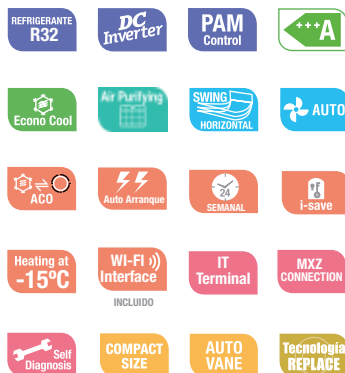 REFRIGERANTE
R32
DC
Inverter
PAM
Control
+++A
Econo Cool
Air Purifying
SWING
HORIZONTAL
AUTO
ACO
Auto Arranque
24
SEMANAL
i-save
Heating at
-15ºC
WI-FI
Interface
INCLUIDO
IT
Terminal
MXZ
CONNECTION
Self
Diagnosis
COMPACT
SIZE
AUTO
VANE
Tecnología
REPLACE